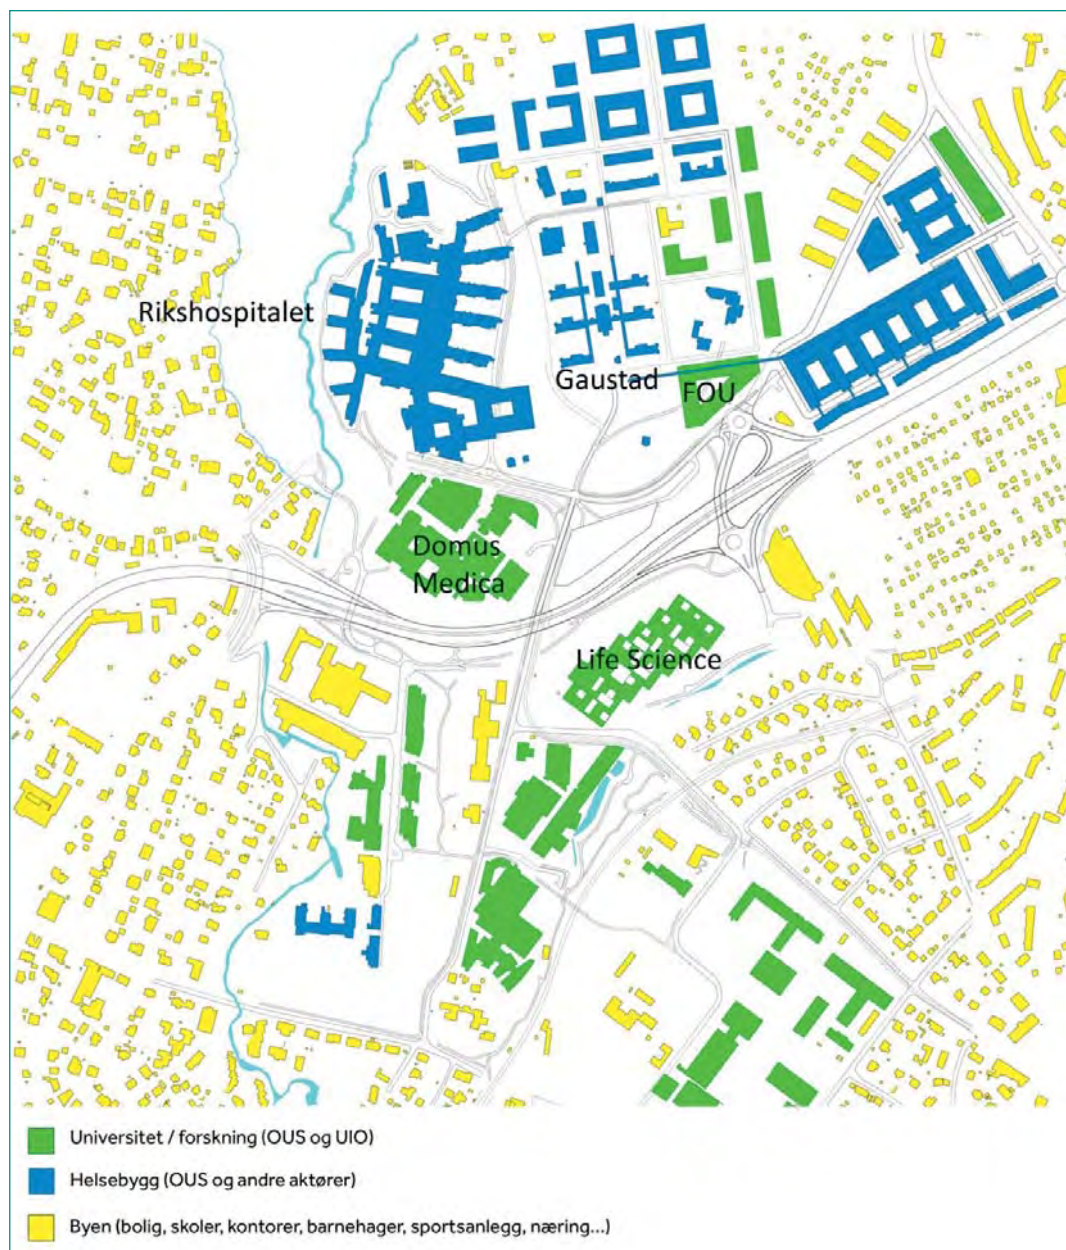 Rikshospitalet
Gaustad
FOU
Domus
Medica
Life Science
Universitet / forskning (OUS og UIO)
Helsebygg (OUS og andre aktører)
Byen (bolig, skoler, kontorer, barnehager, sportsanlegg, næring...)